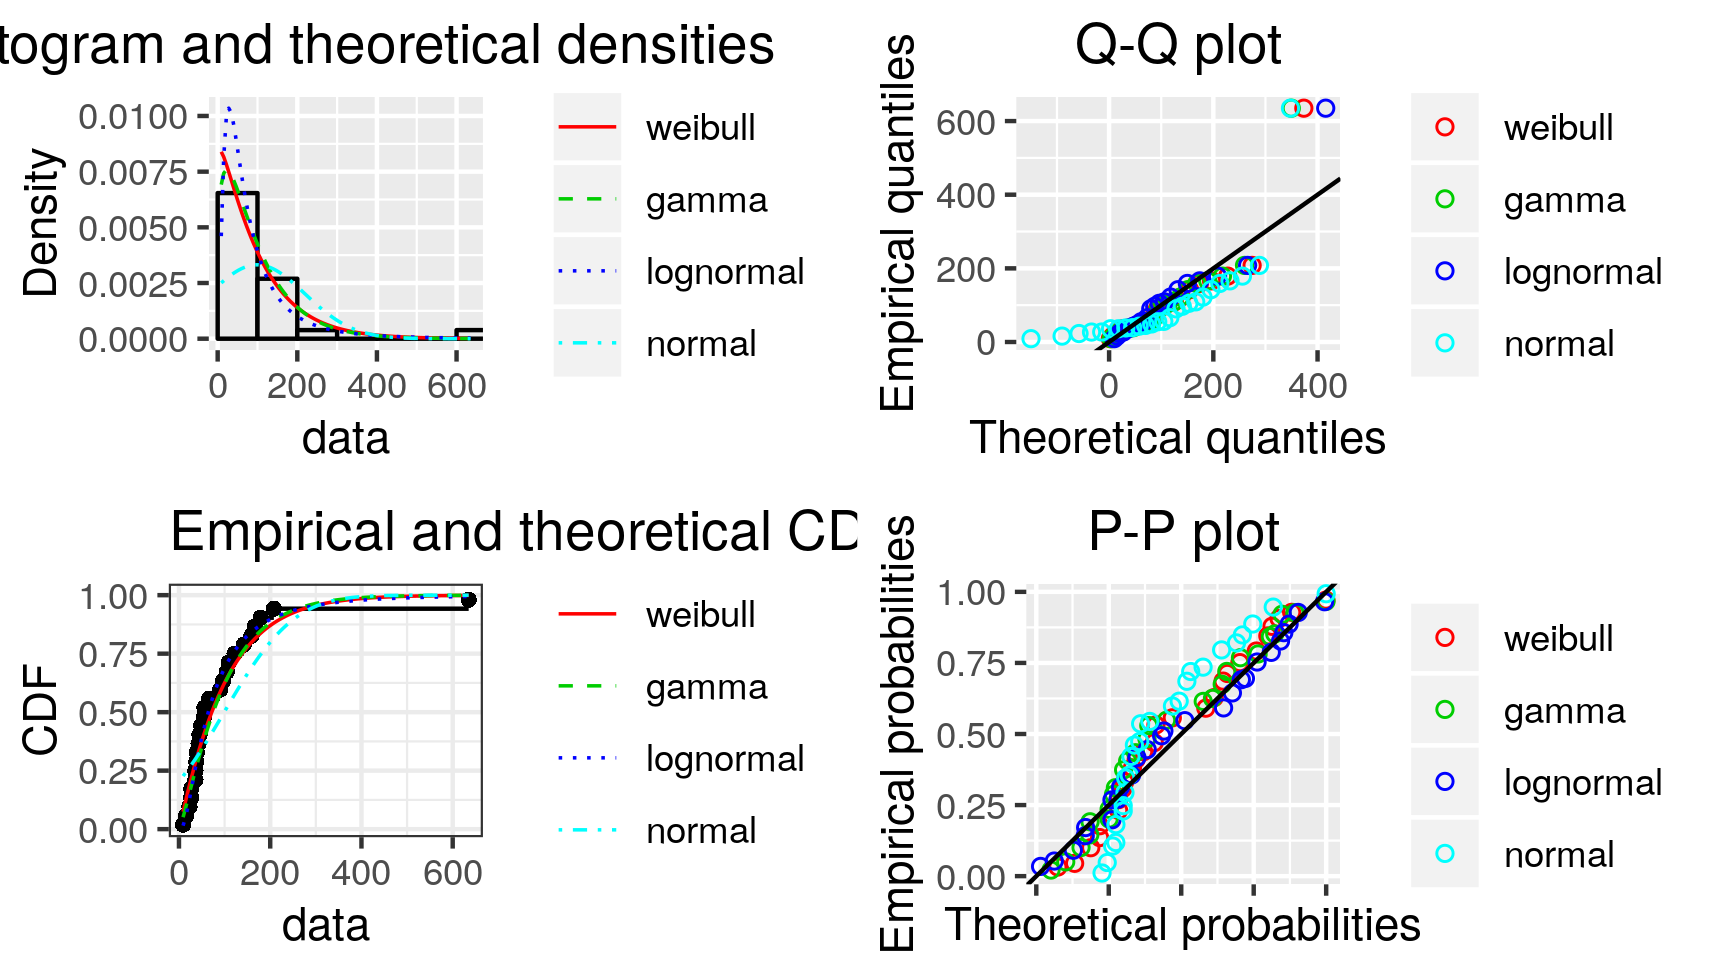 togram and theoretical densities
Density
0.0100
0.0075
0.0050
0.0025
0.0000
0 200 400 600
data
weibull
gamma
lognormal
normal
Q-Q plot
Empirical quantiles
600
400
200
0
0 200 400
Theoretical quantiles
weibull
gamma
lognormal
normal
Empirical and theoretical CD
CDF
1.00
0.75
0.50
0.25
0.00
0 200 400 600
data
weibull
gamma
lognormal
normal
P-P plot
Empirical probabilities
1.00
0.75
0.50
0.25
0.00
Theoretical probabilities
weibull
gamma
lognormal
normal